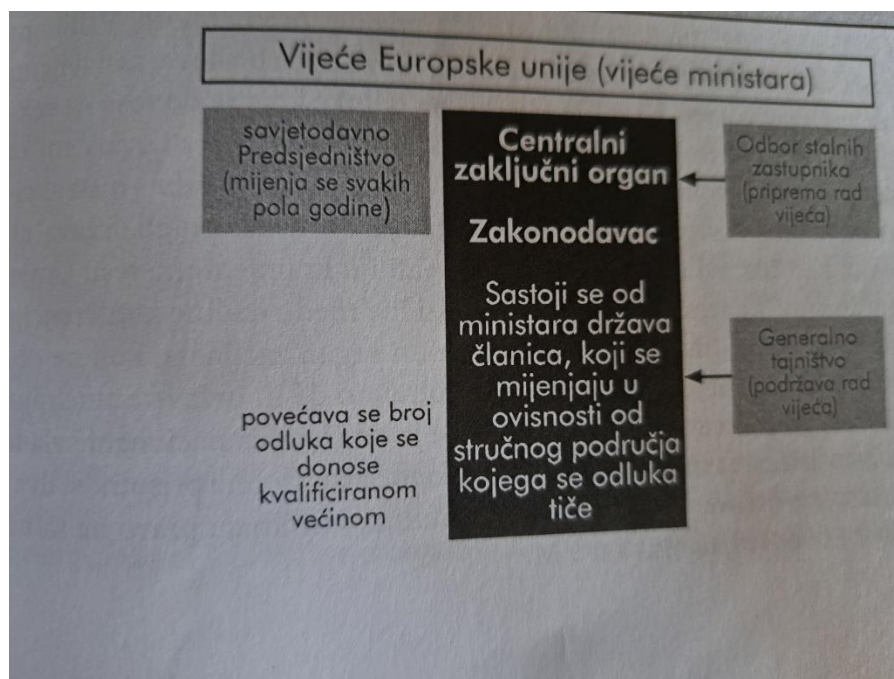 Vijeće Europske unije (vijeće ministara)
savjetodavno
Predsjedništvo
(mijenja se svakih
pola godine)
Centralni
zaključni organ
Zakonodavac
Sastoji se od
ministara država
članica, koji se
mijenjaju u
ovisnosti od
stručnog područja
kojega se odluka
tiče
Odbor stalnih
zastupnika
(priprema rad
vijeća)
Generalno
tajništvo
(podržava rad
vijeća)
povećava se broj
odluka koje se
donose
kvalificiranom
većinom